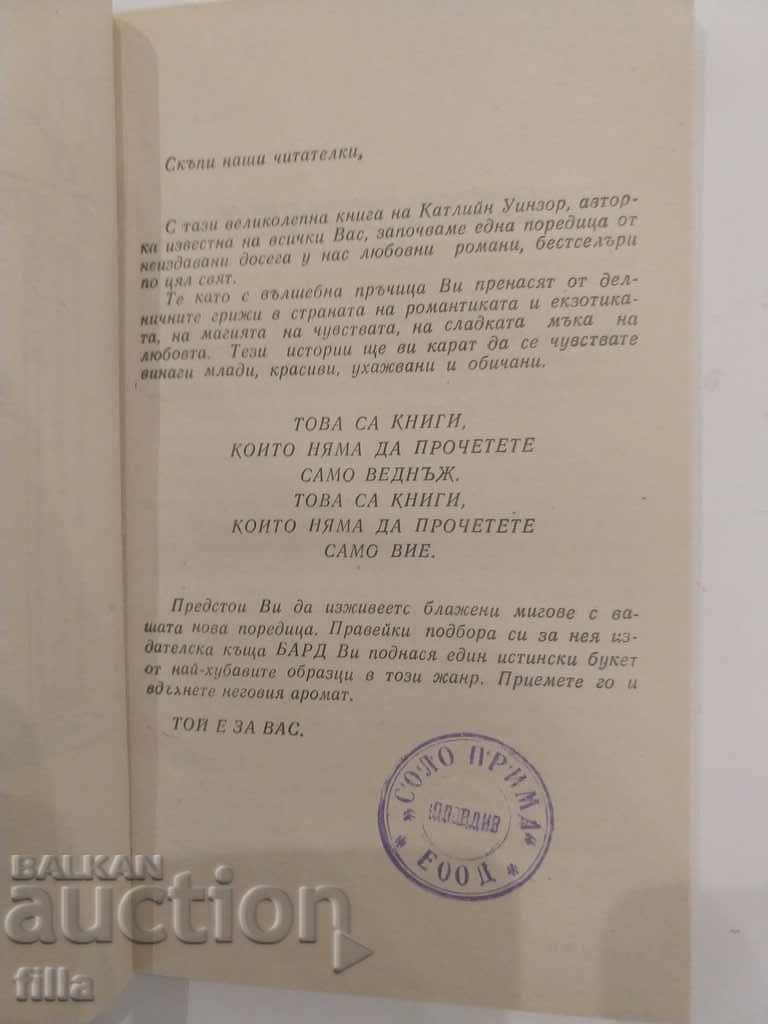 Скъпи наши читателки,
С тази великолепна книга на Катлийн Уинзор, автор-
ка известна на всички Вас, започваме една поредица от
неиздавани досега у нас любовни романи, бестселъри
по цял свят.
Те като с вълшебна пръчица Ви пренасят от дел-
ничните грижи в страната на романтиката и екзотика-
та, на магията на чувствата, на сладката мъка на
любовта. Тези истории ще ви карат да се чувствате
винаги млади, красиви, ухажвани и обичани.
ТОВА СА КНИГИ,
КОИТО НЯМА ДА ПРОЧЕТЕТЕ
САМО ВЕДНЪЖ.
ТОВА СА КНИГИ,
КОИТО НЯМА ДА ПРОЧЕТЕТЕ
САМО ВИЕ.
Предстои Ви да изживеетс блажени мигове с ва-
шата нова поредица. Правейки подбора си за нея из-
дателска къща БАРД Ви поднася един истински букет
от най-хубавите образци в този жанр. Приемете го и
вдъхнете неговия аромат.
ТОЙ Е ЗА ВАС.
"СОЛО ПРИМА"
ПЛОВДИВ
* ЕООД *
BALKAN
auction
filla